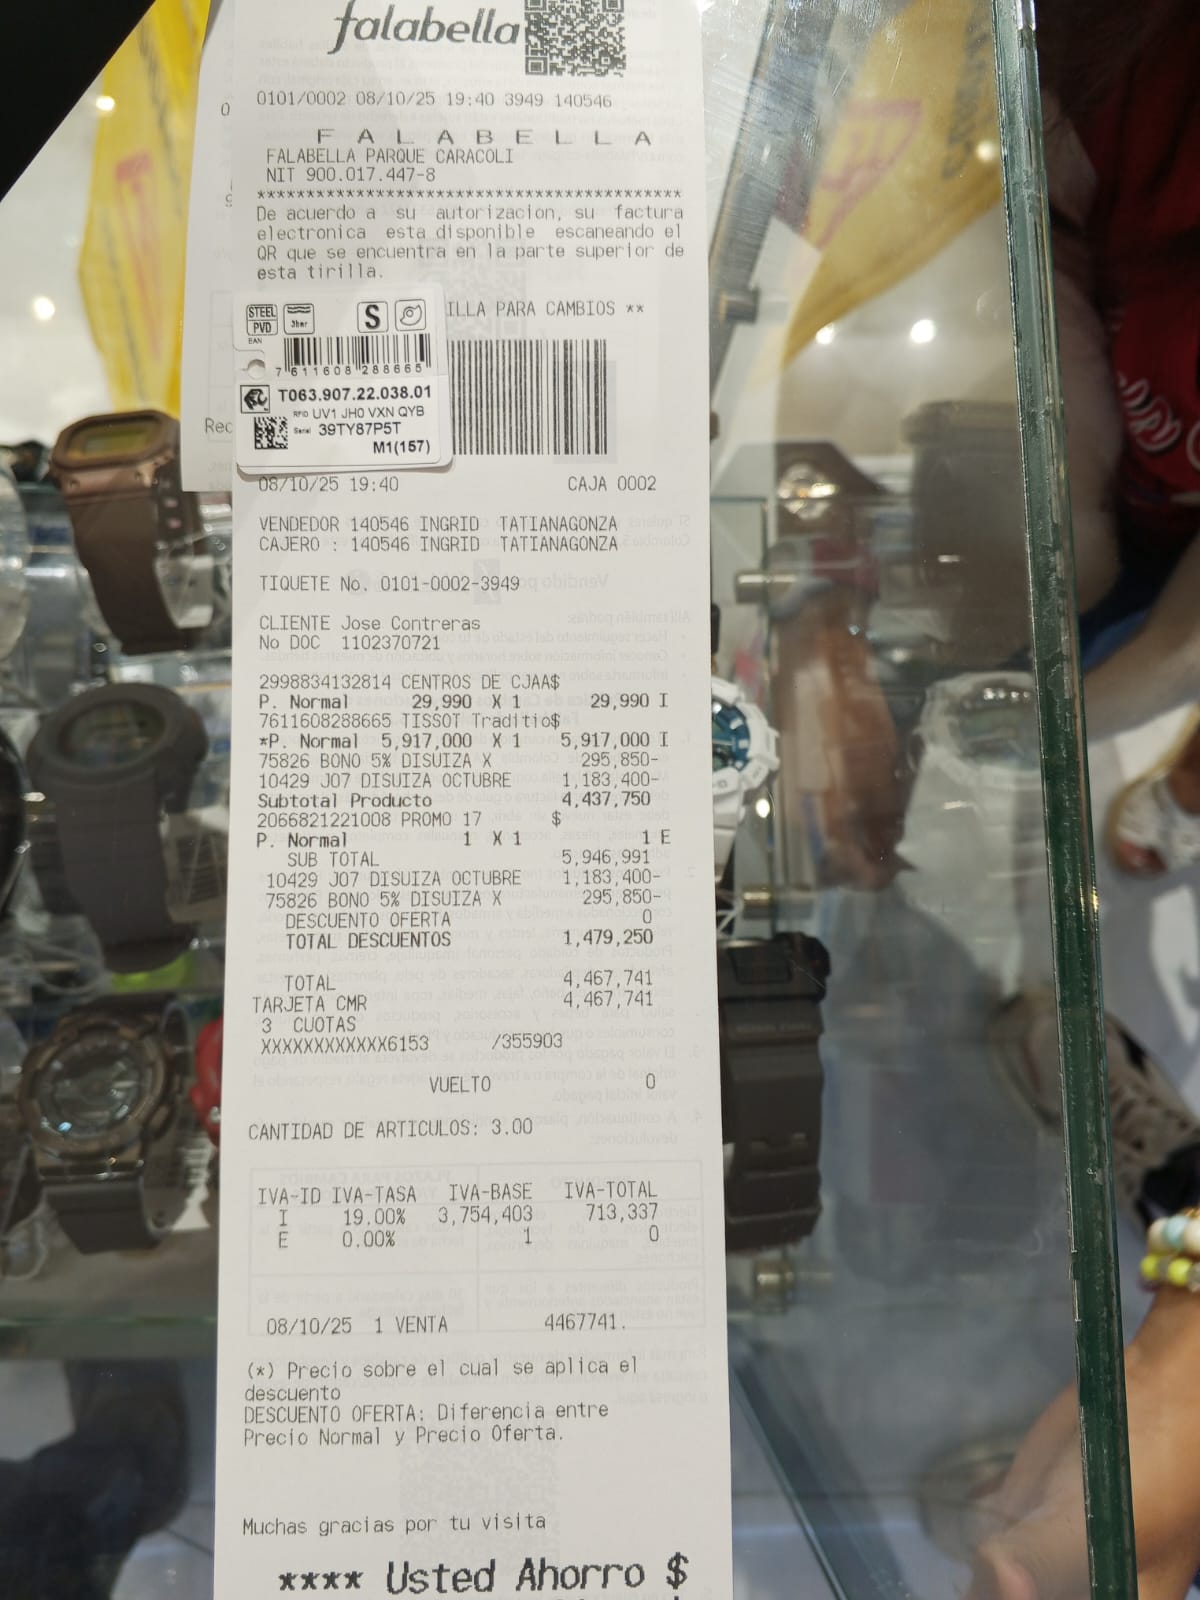 falabella
0101/0002 08/10/25 19:40 3949 140546
F A L A B E L L A
FALABELLA PARQUE CARACOLI
NIT 900.017.447-8
****************************************
De acuerdo a su autorizacion, su factura
electronica esta disponible escaneando el
QR que se encuentra en la parte superior de
esta tirilla.
ILLA PARA CAMBIOS **
STEEL
PVD
3bar
S
EAN
7 611608 288665
T063.907.22.038.01
RFID UV1 JH0 VXN QYB
Serial 39TY87P5T
M1(157)
Rec
08/10/25 19:40 CAJA 0002
VENDEDOR 140546 INGRID TATIANAGONZA
CAJERO : 140546 INGRID TATIANAGONZA
TIQUETE No. 0101-0002-3949
CLIENTE Jose Contreras
No DOC 1102370721
2998834132814 CENTROS DE CJAA$
P. Normal 29,990 X 1 29,990 I
7611608288665 TISSOT Traditio$
*P. Normal 5,917,000 X 1 5,917,000 I
75826 BONO 5% DISUIZA X 295,850-
10429 J07 DISUIZA OCTUBRE 1,183,400-
Subtotal Producto 4,437,750
2066821221008 PROMO 17 $
P. Normal 1 X 1 1 E
SUB TOTAL 5,946,991
10429 J07 DISUIZA OCTUBRE 1,183,400-
75826 BONO 5% DISUIZA X 295,850-
DESCUENTO OFERTA 0
TOTAL DESCUENTOS 1,479,250
TOTAL 4,467,741
TARJETA CMR 4,467,741
3 CUOTAS
XXXXXXXXXXXX6153 /355903
VUELTO 0
CANTIDAD DE ARTICULOS: 3.00
IVA-ID IVA-TASA IVA-BASE IVA-TOTAL
I 19.00% 3,754,403 713,337
E 0.00% 1 0
08/10/25 1 VENTA 4467741.
(*) Precio sobre el cual se aplica el
descuento
DESCUENTO OFERTA: Diferencia entre
Precio Normal y Precio Oferta.
Muchas gracias por tu visita
**** Usted Ahorro $